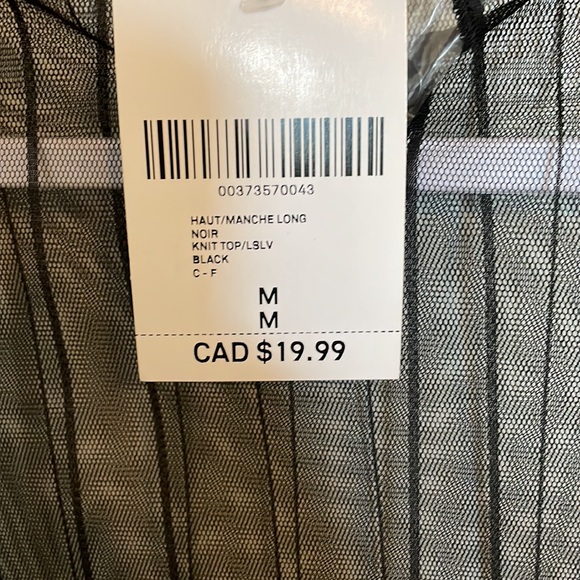 00373570043
HAUT/MANCHE LONG
NOIR
KNIT TOP/LSLV
BLACK
C - F
M
M
CAD $19.99